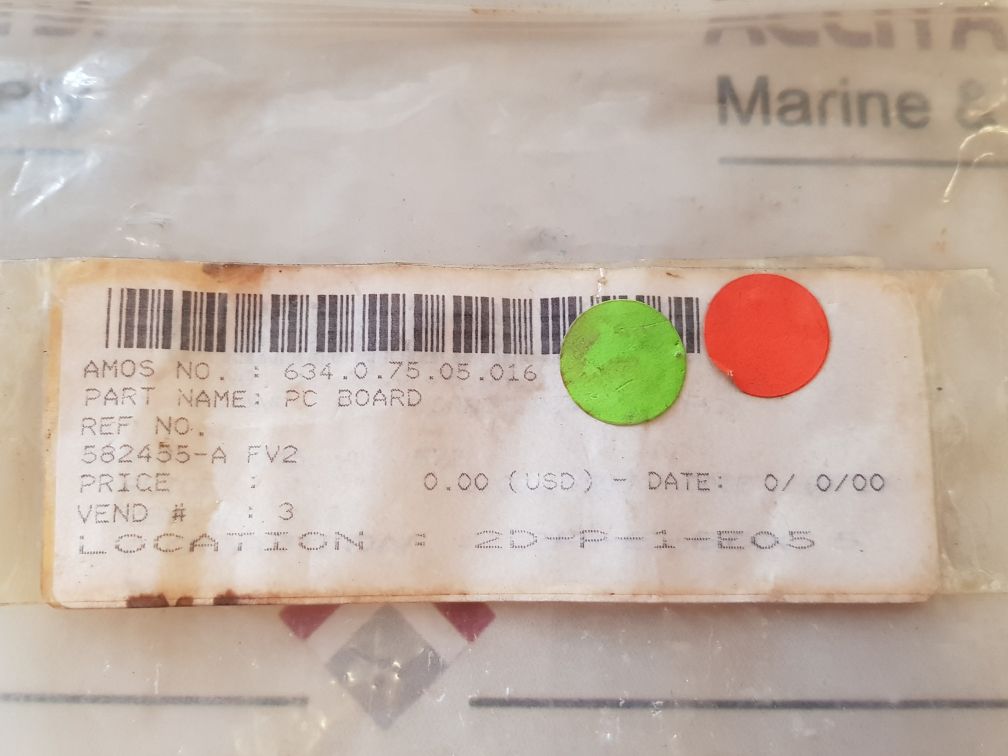 Marine &
AMOS NO. : 634.0.75.05.016
PART NAME: PC BOARD
REF NO.
582455-A FV2
PRICE : 0.00 (USD) - DATE: 0/ 0/00
VEND # : 3
LOCATION : 2D-P-1-E05